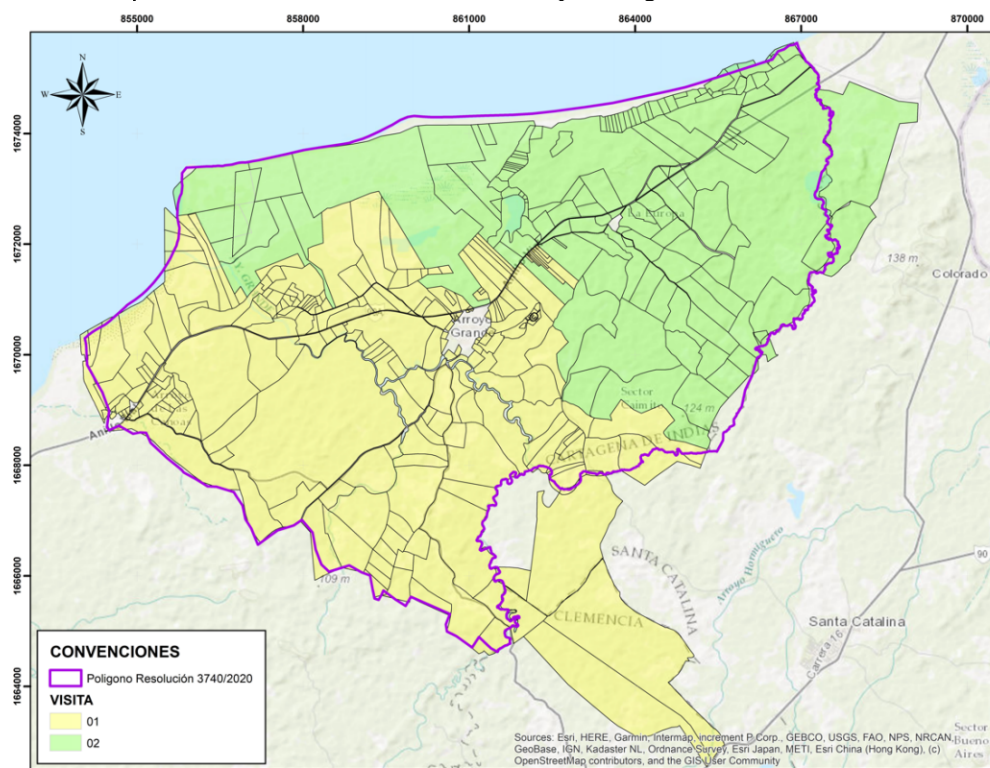 855000
858000
861000
864000
867000
870000
N
W
E
S
1674000
1672000
1670000
1668000
1666000
1664000
La Europa
138 m
Colorado
Arroyo
Grande
Sector
Caimito
124 m
CARTAGENA DE INDIAS
109 m
SANTA CATALINA
CLEMENCIA
Arroyo Hormiguero
90
Santa Catalina
Carrera 16
Sector
Buenos
Aires
CONVENCIONES
Poligono Resolución 3740/2020
VISITA
01
02
Sources: Esri, HERE, Garmin, Intermap, increment P Corp., GEBCO, USGS, FAO, NPS, NRCAN,
GeoBase, IGN, Kadaster NL, Ordnance Survey, Esri Japan, METI, Esri China (Hong Kong), (c)
OpenStreetMap contributors, and the GIS User Community